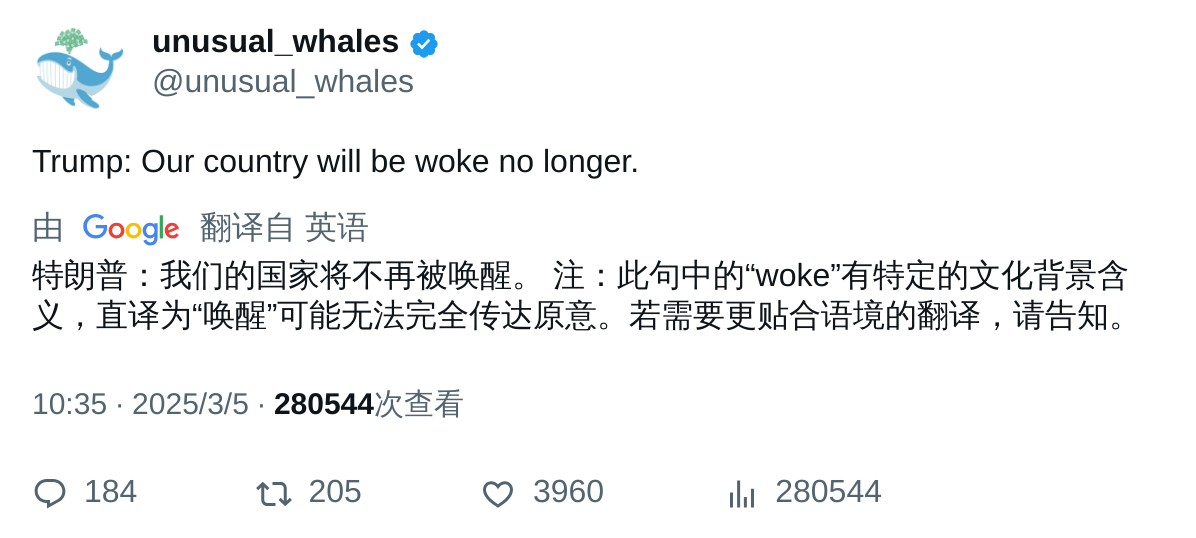 unusual_whales
@unusual_whales
Trump: Our country will be woke no longer.
由 Google 翻译自 英语
特朗普：我们的国家将不再被唤醒。 注：此句中的“woke”有特定的文化背景含
义，直译为“唤醒”可能无法完全传达原意。若需要更贴合语境的翻译，请告知。
10:35 · 2025/3/5 · 280544次查看
184 205 3960 280544